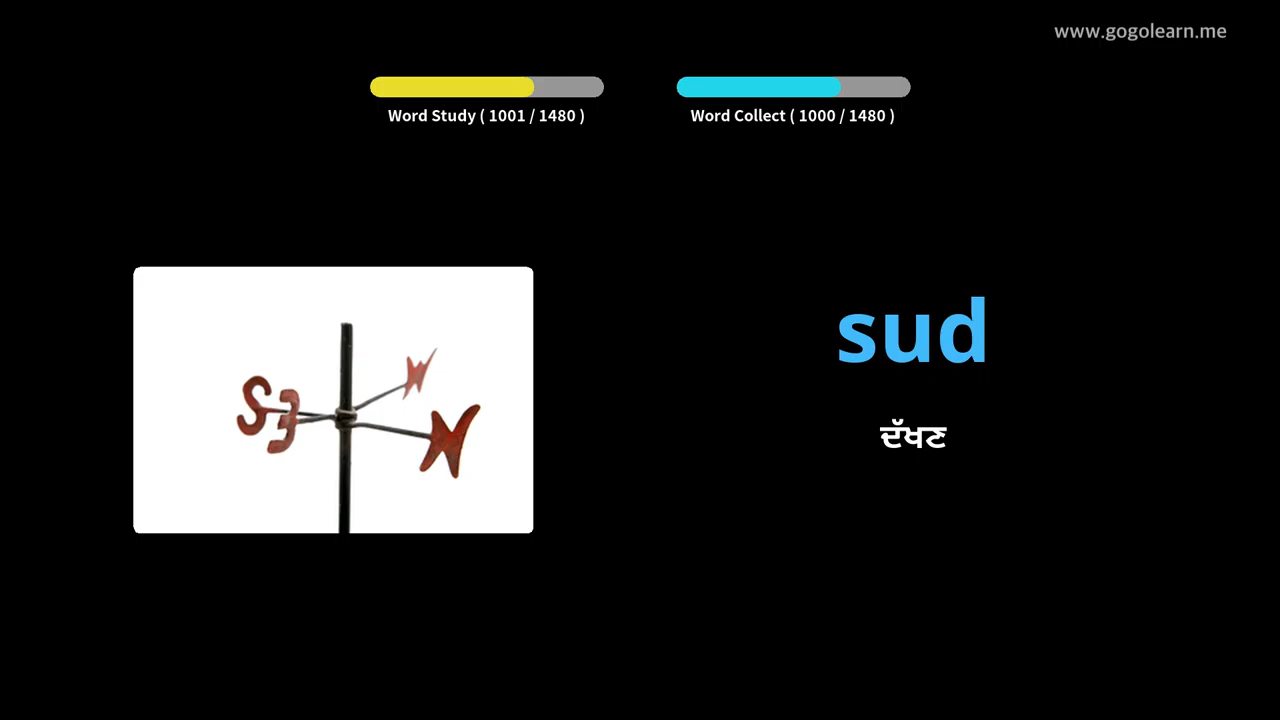 www.gogolearn.me
Word Study ( 1001 / 1480 )
Word Collect ( 1000 / 1480 )
sud
ਦੱਖਣ
S E N W